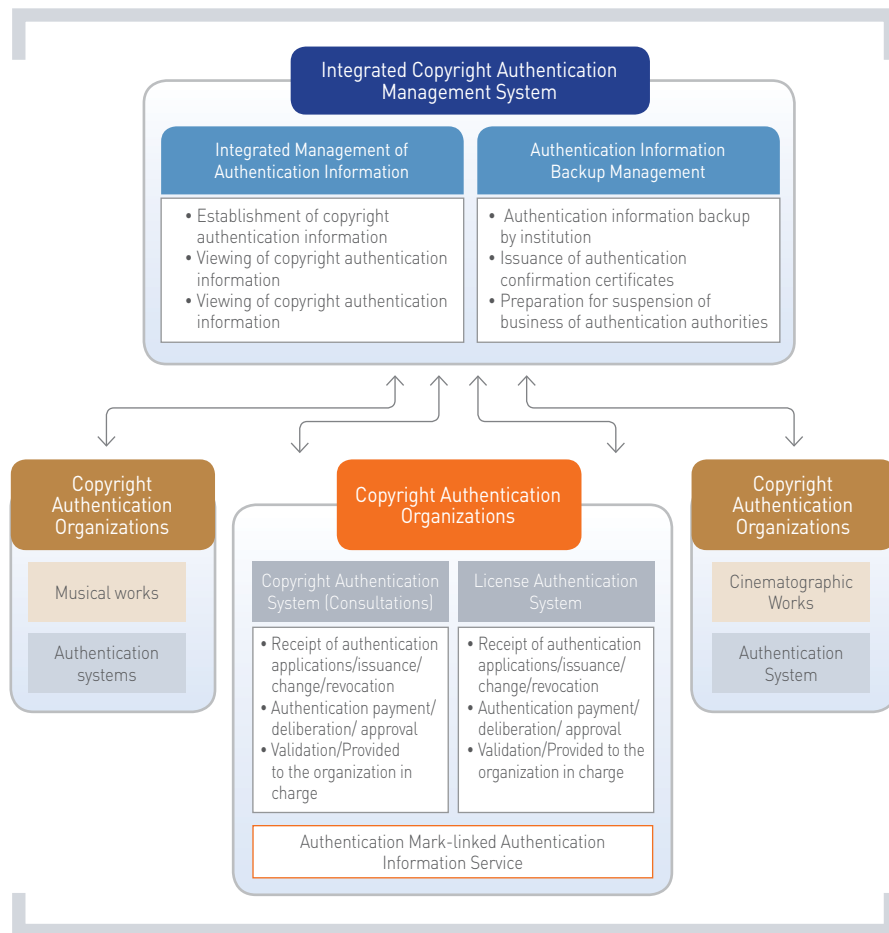 Integrated Copyright Authentication
Management System
Integrated Management of
Authentication Information
• Establishment of copyright
authentication information
• Viewing of copyright authentication
information
• Viewing of copyright authentication
information
Authentication Information
Backup Management
• Authentication information backup
by institution
• Issuance of authentication
confirmation certificates
• Preparation for suspension of
business of authentication authorities
Copyright
Authentication
Organizations
Musical works
Authentication
systems
Copyright Authentication
Organizations
Copyright Authentication
System (Consultations)
• Receipt of authentication
applications/issuance/
change/revocation
• Authentication payment/
deliberation/ approval
• Validation/Provided
to the organization in
charge
License Authentication
System
• Receipt of authentication
applications/issuance/
change/revocation
• Authentication payment/
deliberation/ approval
• Validation/Provided to the
organization in charge
Authentication Mark-linked Authentication
Information Service
Copyright
Authentication
Organizations
Cinematographic
Works
Authentication
System